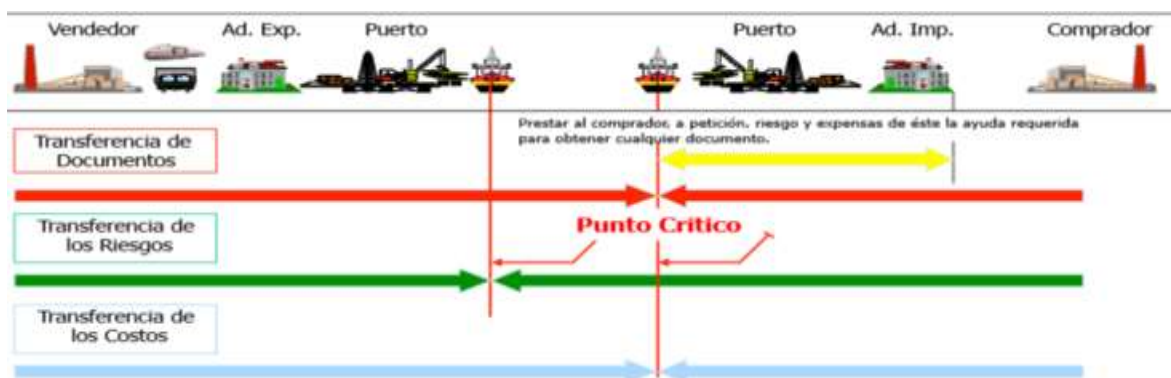 Vendedor Ad. Exp. Puerto Puerto Ad. Imp. Comprador
Prestar al comprador, a petición, riesgo y expensas de éste la ayuda requerida
para obtener cualquier documento.
Transferencia de
Documentos
Punto Crítico
Transferencia de
los Riesgos
Transferencia de
los Costos